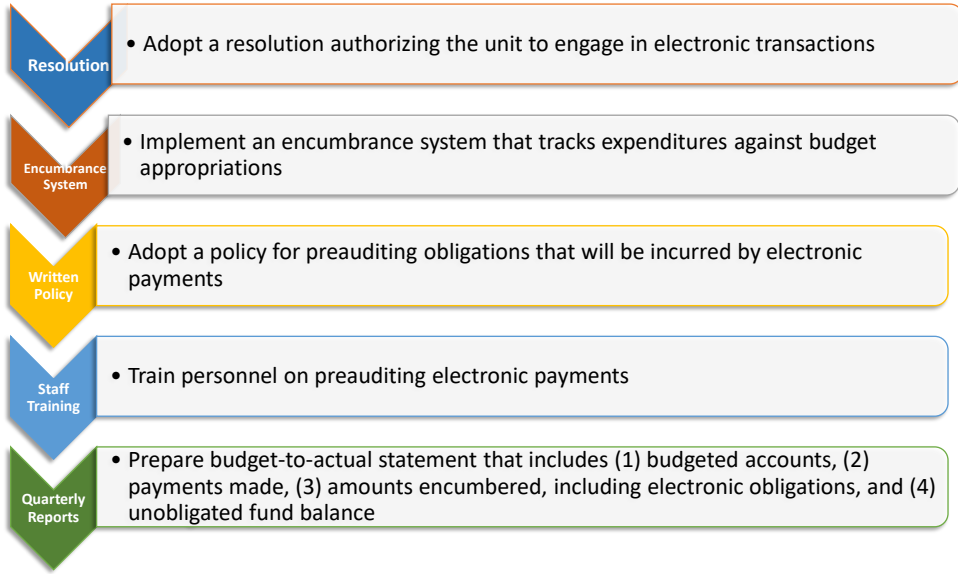 Resolution
• Adopt a resolution authorizing the unit to engage in electronic transactions
Encumbrance
System
• Implement an encumbrance system that tracks expenditures against budget
appropriations
Written
Policy
• Adopt a policy for preauditing obligations that will be incurred by electronic
payments
Staff
Training
• Train personnel on preauditing electronic payments
Quarterly
Reports
• Prepare budget-to-actual statement that includes (1) budgeted accounts, (2)
payments made, (3) amounts encumbered, including electronic obligations, and (4)
unobligated fund balance